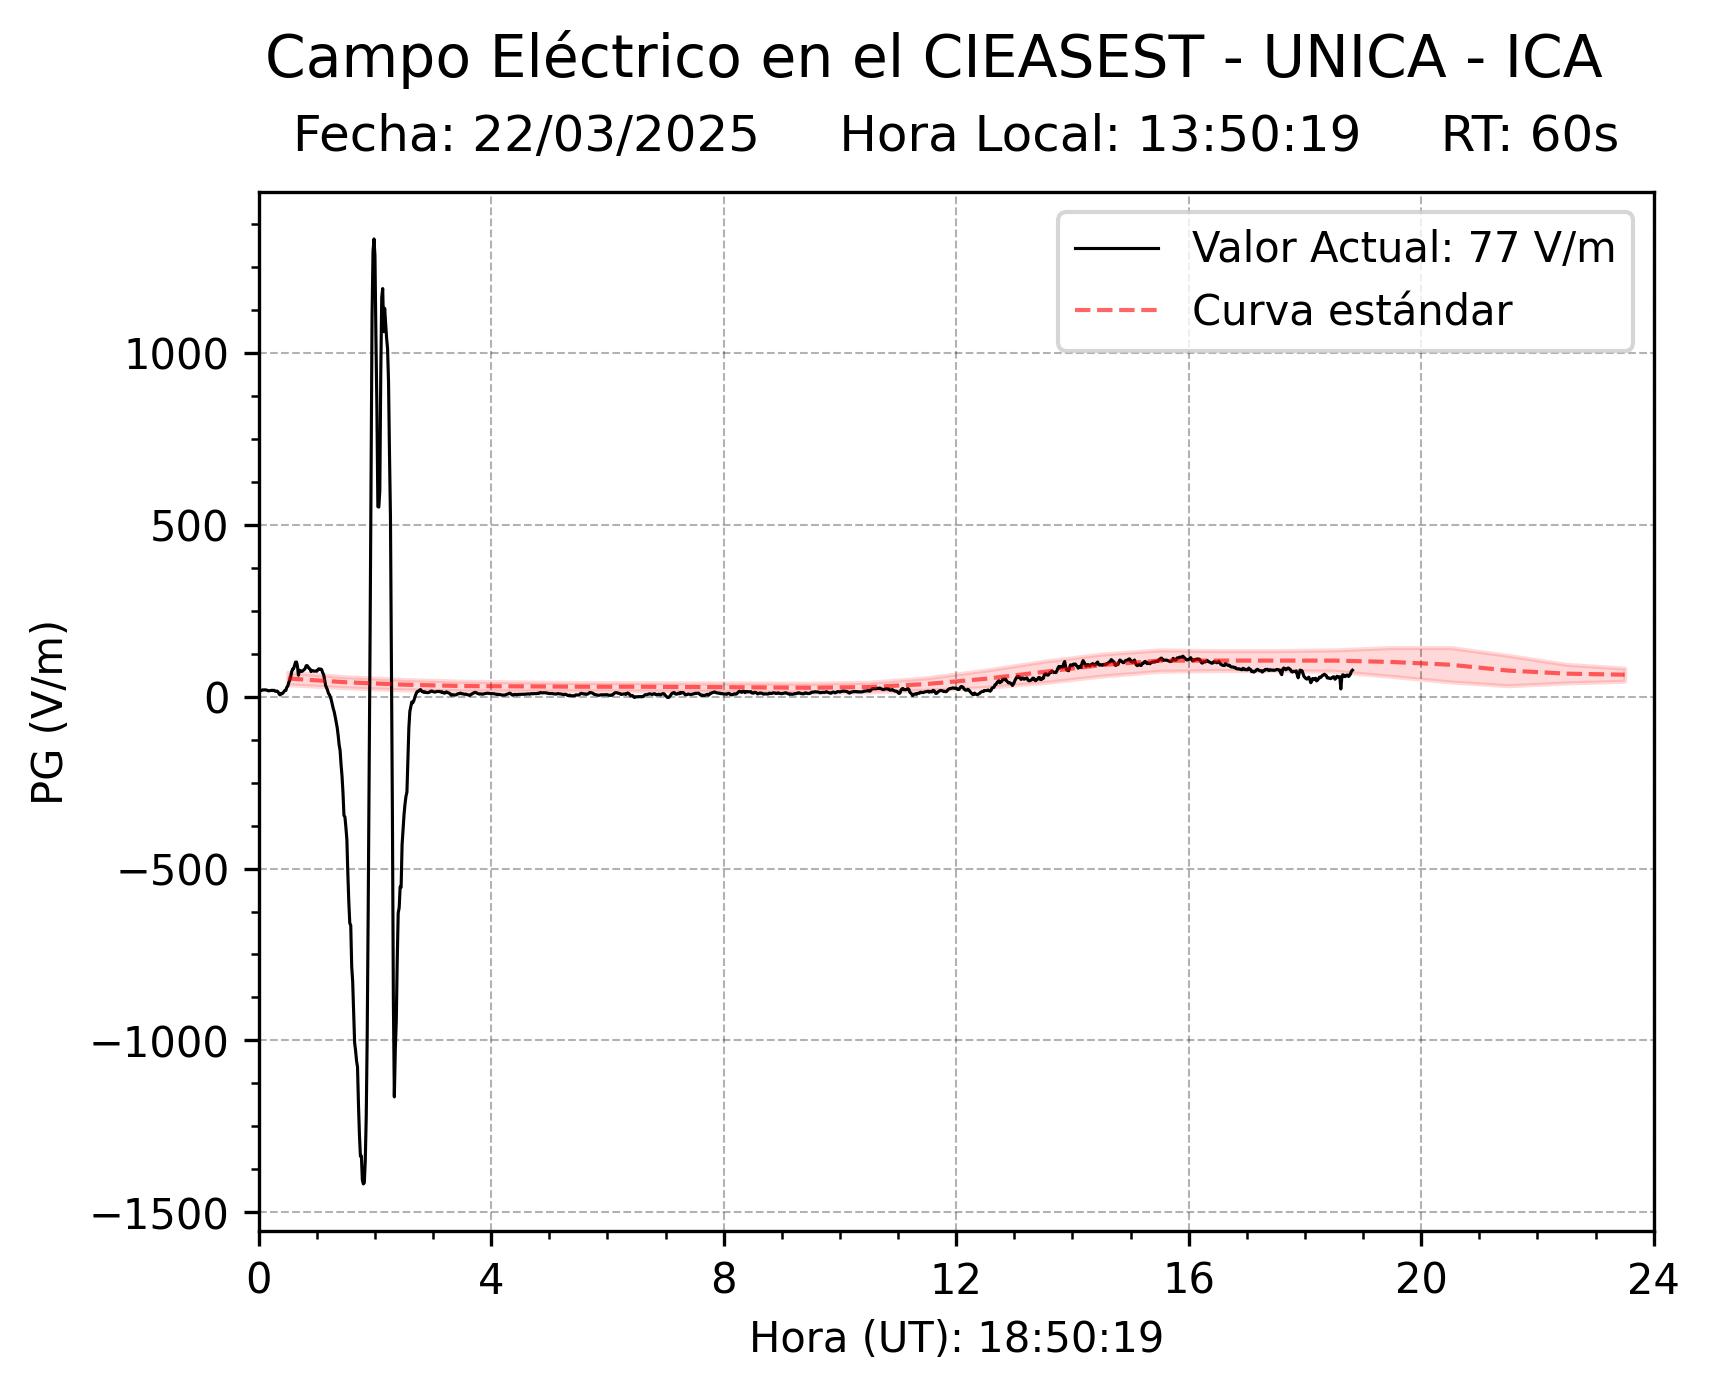 Campo Eléctrico en el CIEASEST - UNICA - ICA
Fecha: 22/03/2025 Hora Local: 13:50:19 RT: 60s
Valor Actual: 77 V/m
Curva estándar
PG (V/m)
1000
500
0
−500
−1000
−1500
0 4 8 12 16 20 24
Hora (UT): 18:50:19